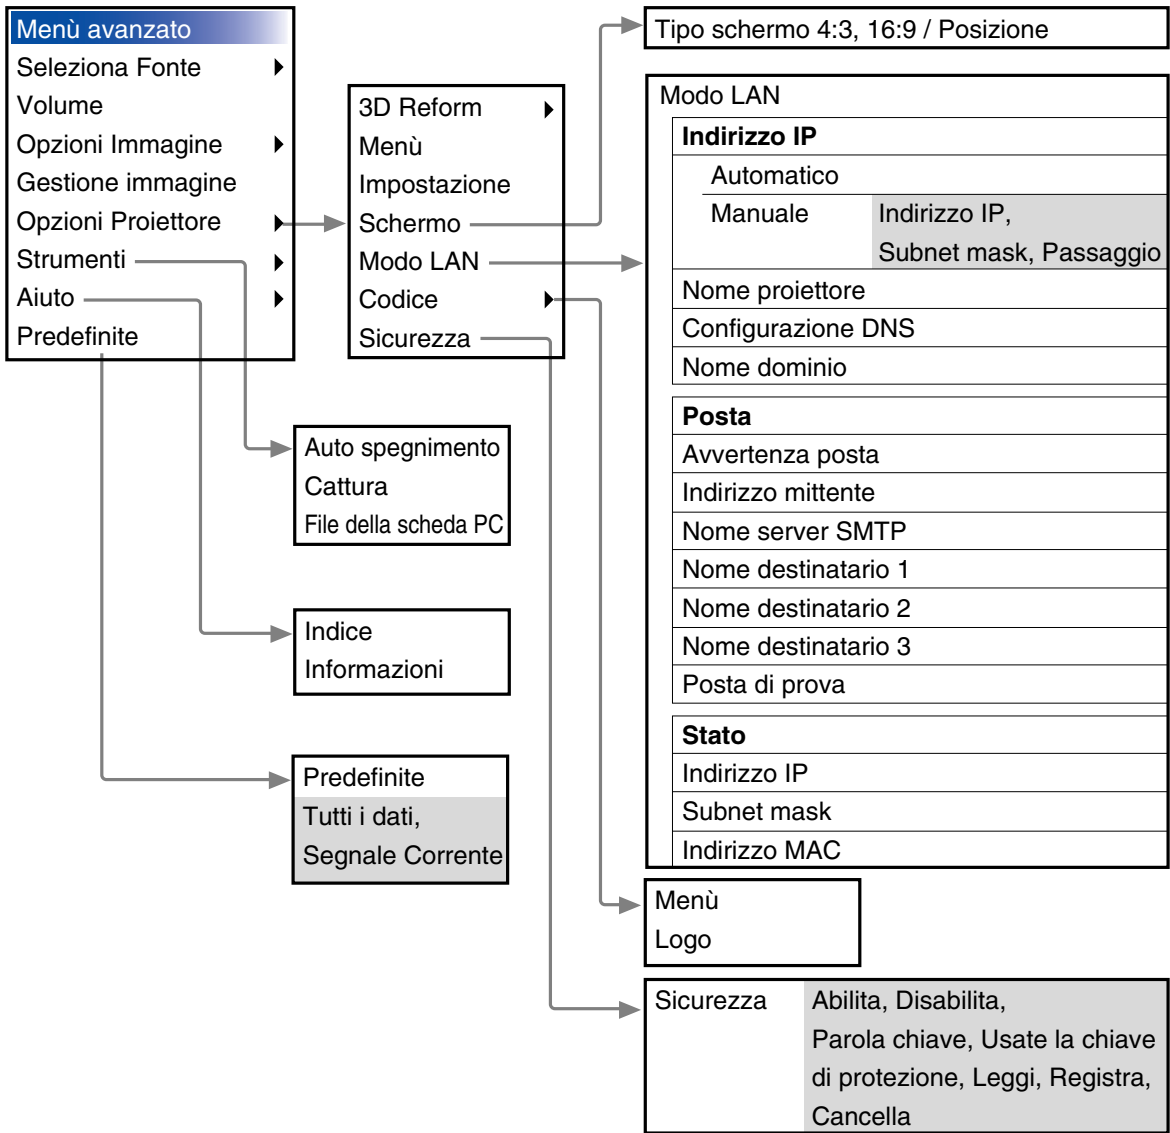 Menù avanzato
Seleziona Fonte
Volume
Opzioni Immagine
Gestione immagine
Opzioni Proiettore
Strumenti
Aiuto
Predefinite
3D Reform
Menù
Impostazione
Schermo
Modo LAN
Codice
Sicurezza
Tipo schermo 4:3, 16:9 / Posizione
Modo LAN
Indirizzo IP
Automatico
Manuale Indirizzo IP,
Subnet mask, Passaggio
Nome proiettore
Configurazione DNS
Nome dominio
Posta
Avvertenza posta
Indirizzo mittente
Nome server SMTP
Nome destinatario 1
Nome destinatario 2
Nome destinatario 3
Posta di prova
Stato
Indirizzo IP
Subnet mask
Indirizzo MAC
Auto spegnimento
Cattura
File della scheda PC
Indice
Informazioni
Predefinite
Tutti i dati,
Segnale Corrente
Menù
Logo
Sicurezza Abilita, Disabilita,
Parola chiave, Usate la chiave
di protezione, Leggi, Registra,
Cancella